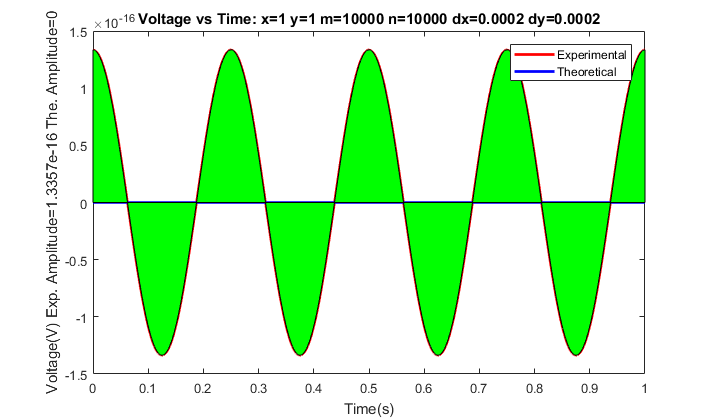 Voltage vs Time: x=1 y=1 m=10000 n=10000 dx=0.0002 dy=0.0002
×10^-16
Voltage(V) Exp. Amplitude=1.3357e-16 The. Amplitude=0
1.5
1
0.5
0
-0.5
-1
-1.5
Experimental
Theoretical
0 0.1 0.2 0.3 0.4 0.5 0.6 0.7 0.8 0.9 1
Time(s)